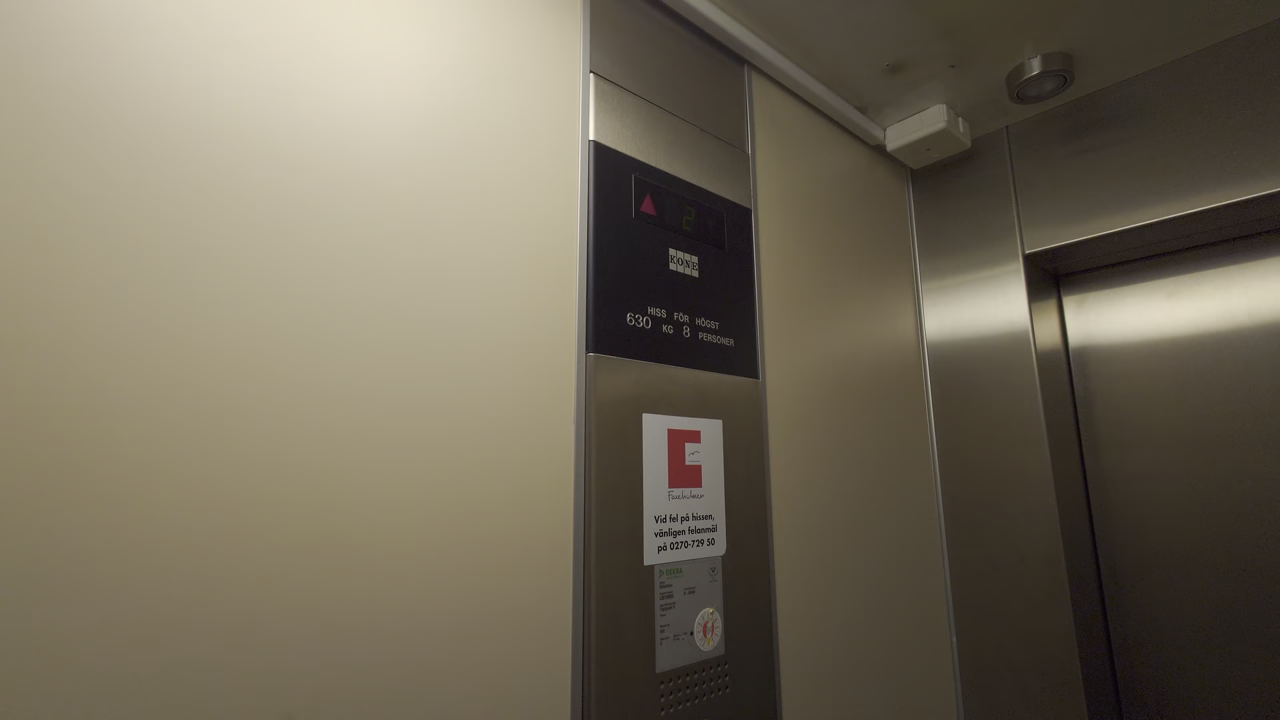 2
KONE
HISS FÖR HÖGST
630 KG 8 PERSONER
Vid fel på hissen,
vänligen felanmäl
på 0270-729 50
DEKRA